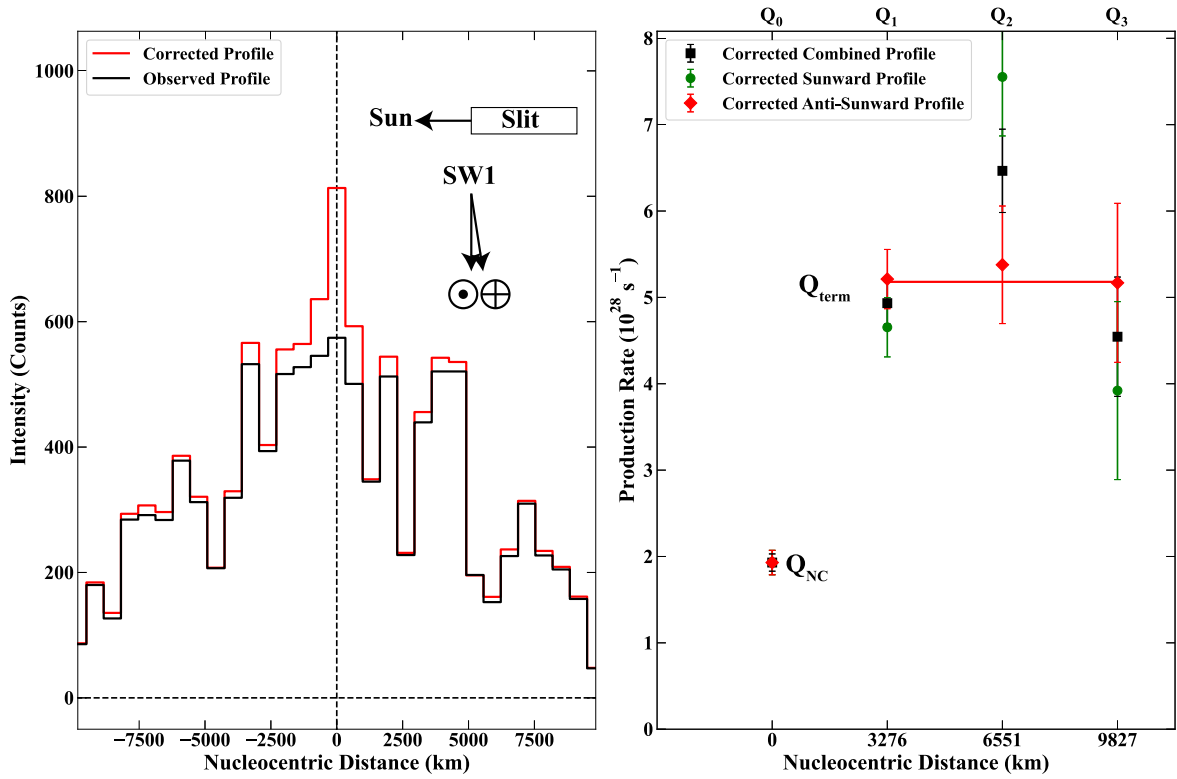 Corrected Profile
Observed Profile
Sun
Slit
SW1
1000
800
600
400
200
0
Intensity (Counts)
−7500 −5000 −2500 0 2500 5000 7500
Nucleocentric Distance (km)
Q0 Q1 Q2 Q3
Corrected Combined Profile
Corrected Sunward Profile
Corrected Anti-Sunward Profile
Qterm
QNC
8
7
6
5
4
3
2
1
0
Production Rate (10²⁸ s⁻¹)
0 3276 6551 9827
Nucleocentric Distance (km)